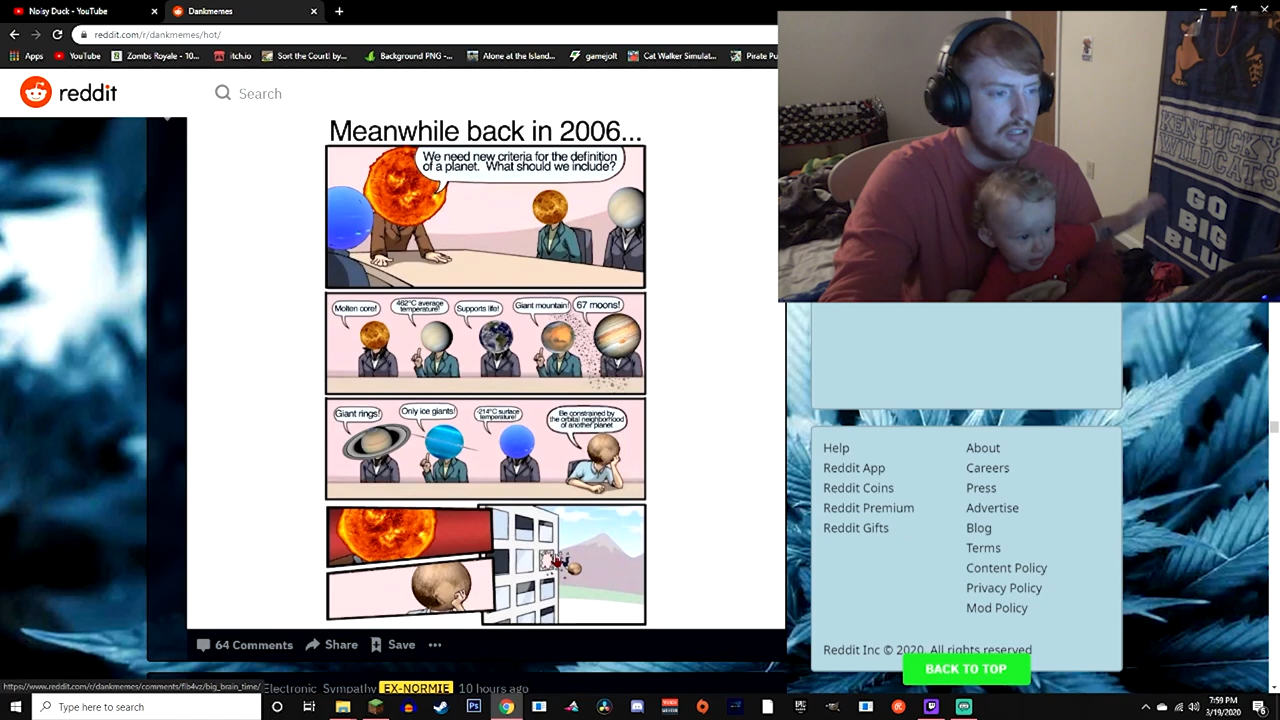 Noisy Duck - YouTube
Dankmemes
reddit.com/r/dankmemes/hot/
Apps
YouTube
Zombs Royale - 10...
itch.io
Sort the Court! by...
Background PNG -...
Alone at the Island...
gamejolt
Cat Walker Simulat...
Pirate Pu
reddit
Search
Meanwhile back in 2006...
We need new criteria for the definition
of a planet. What should we include?
Molten core!
462°C average
temperature!
Supports life!
Giant mountain!
67 moons!
Giant rings!
Only ice giants!
-214°C surface
temperature!
Be constrained by
the orbital neighborhood
of another planet
64 Comments
Share
Save
KENTUCKY
WILDCATS
GO
BIG
BLUE
Help
Reddit App
Reddit Coins
Reddit Premium
Reddit Gifts
About
Careers
Press
Advertise
Blog
Terms
Content Policy
Privacy Policy
Mod Policy
Reddit Inc © 2020. All rights reserved
BACK TO TOP
https://www.reddit.com/r/dankmemes/comments/flb4vz/big_brain_time/
Electronic_Sympathy
EX-NORMIE
10 hours ago
Type here to search
7:59 PM
3/19/2020